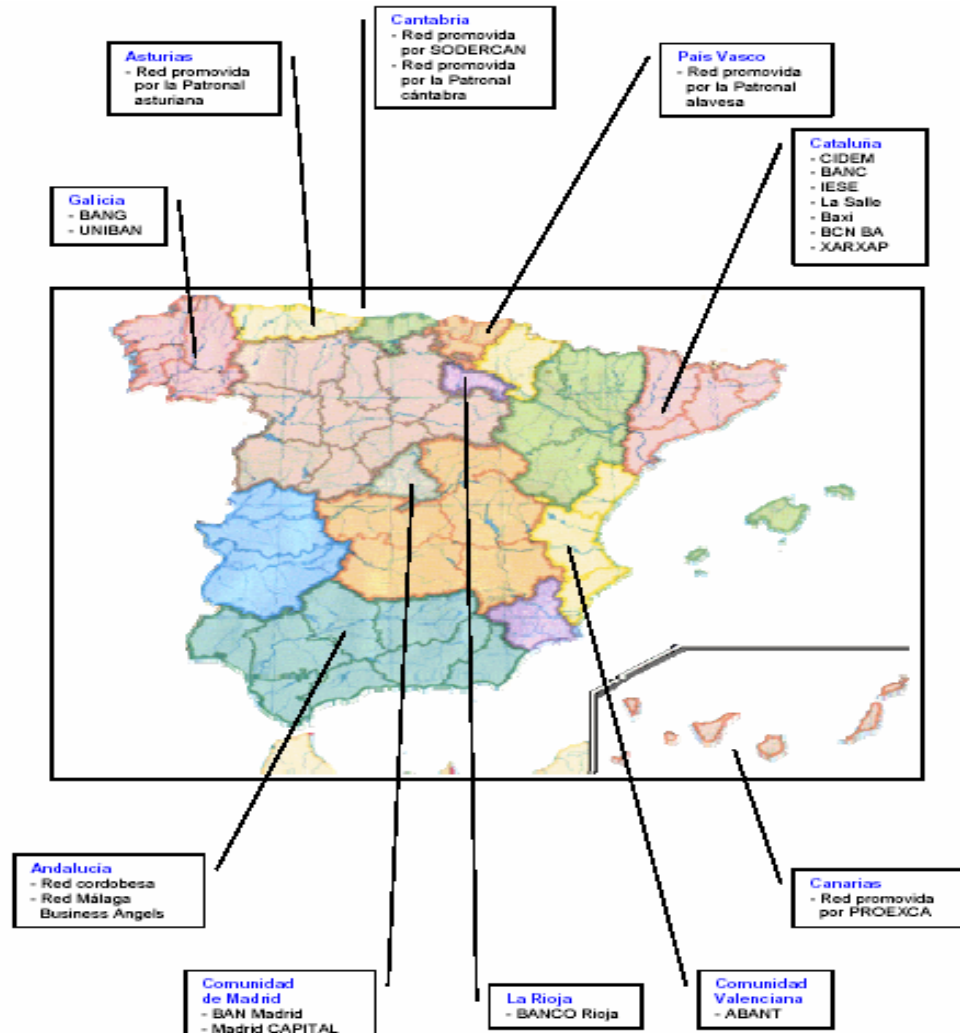 Cantabria
- Red promovida
por SODERCAN
- Red promovida
por la Patronal
cántabra
Asturias
- Red promovida
por la Patronal
asturiana
País Vasco
- Red promovida
por la Patronal
alavesa
Cataluña
- CIDEM
- BANC
- IESE
- La Salle
- Baxi
- BCN BA
- XARXAP
Galicia
- BANG
- UNIBAN
Andalucía
- Red cordobesa
- Red Málaga
Business Angels
Canarias
- Red promovida
por PROEXCA
Comunidad
de Madrid
- BAN Madrid
- Madrid CAPITAL
La Rioja
- BANCO Rioja
Comunidad
Valenciana
- ABANT